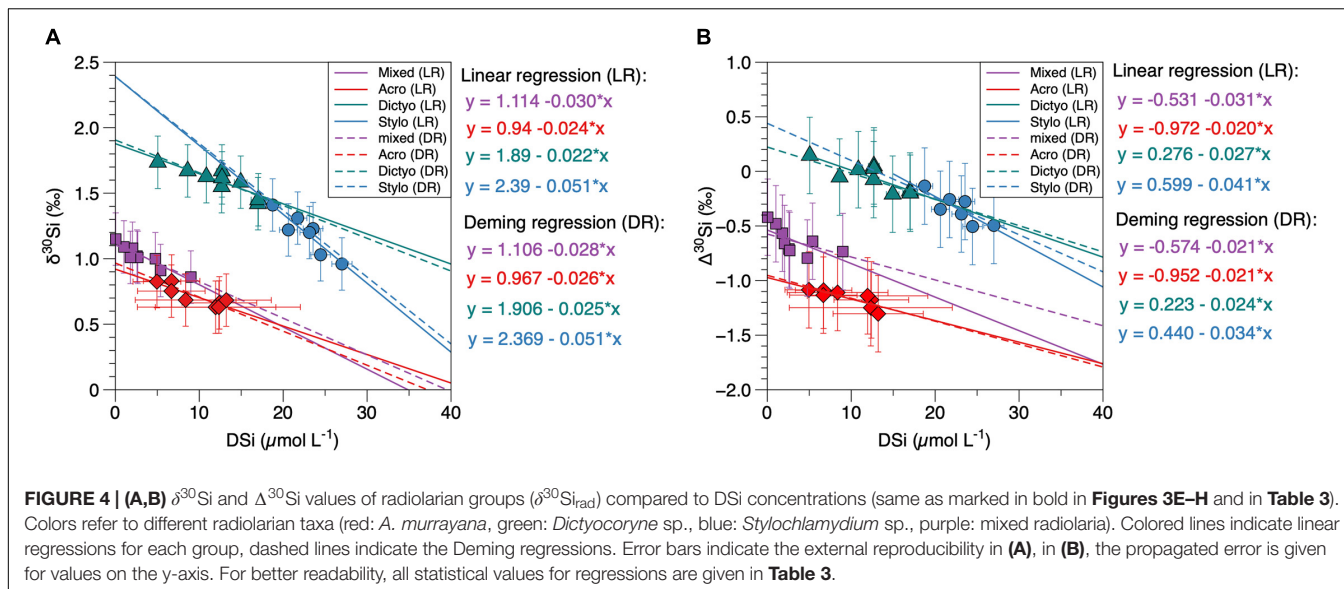 A
2.5
2.0
1.5
1.0
0.5
0
δ³⁰Si (‰)
0 10 20 30 40
DSi (µmol L⁻¹)
Mixed (LR)
Acro (LR)
Dictyo (LR)
Stylo (LR)
mixed (DR)
Acro (DR)
Dictyo (DR)
Stylo (DR)
Linear regression (LR):
y = 1.114 -0.030*x
y = 0.94 -0.024*x
y = 1.89 - 0.022*x
y = 2.39 - 0.051*x
Deming regression (DR):
y = 1.106 -0.028*x
y = 0.967 -0.026*x
y = 1.906 -0.025*x
y = 2.369 -0.051*x
B
1.0
0.5
0
−0.5
−1.0
−1.5
−2.0
Δ³⁰Si (‰)
0 10 20 30 40
DSi (µmol L⁻¹)
Mixed (LR)
Acro (LR)
Dictyo (LR)
Stylo (LR)
mixed (DR)
Acro (DR)
Dictyo (DR)
Stylo (DR)
Linear regression (LR):
y = -0.531 -0.031*x
y = -0.972 -0.020*x
y = 0.276 -0.027*x
y = 0.599 - 0.041*x
Deming regression (DR):
y = -0.574 -0.021*x
y = -0.952 -0.021*x
y = 0.223 -0.024*x
y = 0.440 -0.034*x
FIGURE 4 | (A,B) δ³⁰Si and Δ³⁰Si values of radiolarian groups (δ³⁰Si_rad) compared to DSi concentrations (same as marked in bold in Figures 3E–H and in Table 3).
Colors refer to different radiolarian taxa (red: A. murrayana, green: Dictyocoryne sp., blue: Stylochlamydium sp., purple: mixed radiolaria). Colored lines indicate linear
regressions for each group, dashed lines indicate the Deming regressions. Error bars indicate the external reproducibility in (A), in (B), the propagated error is given
for values on the y-axis. For better readability, all statistical values for regressions are given in Table 3.